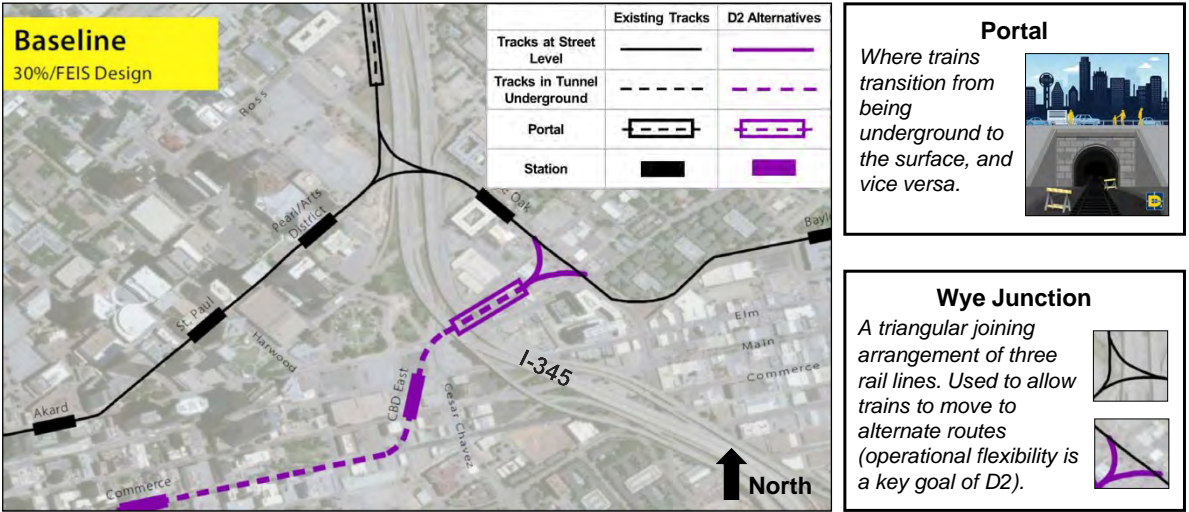 Baseline
30%/FEIS Design
Existing Tracks
D2 Alternatives
Tracks at Street
Level
Tracks in Tunnel
Underground
Portal
Station
Ross
Pearl/Arts
District
Oak
Bayl
St. Paul
Harwood
Akard
CBD East
Cesar Chavez
I-345
Elm
Main
Commerce
Commerce
North
Portal
Where trains
transition from
being
underground to
the surface, and
vice versa.
Wye Junction
A triangular joining
arrangement of three
rail lines. Used to allow
trains to move to
alternate routes
(operational flexibility is
a key goal of D2).